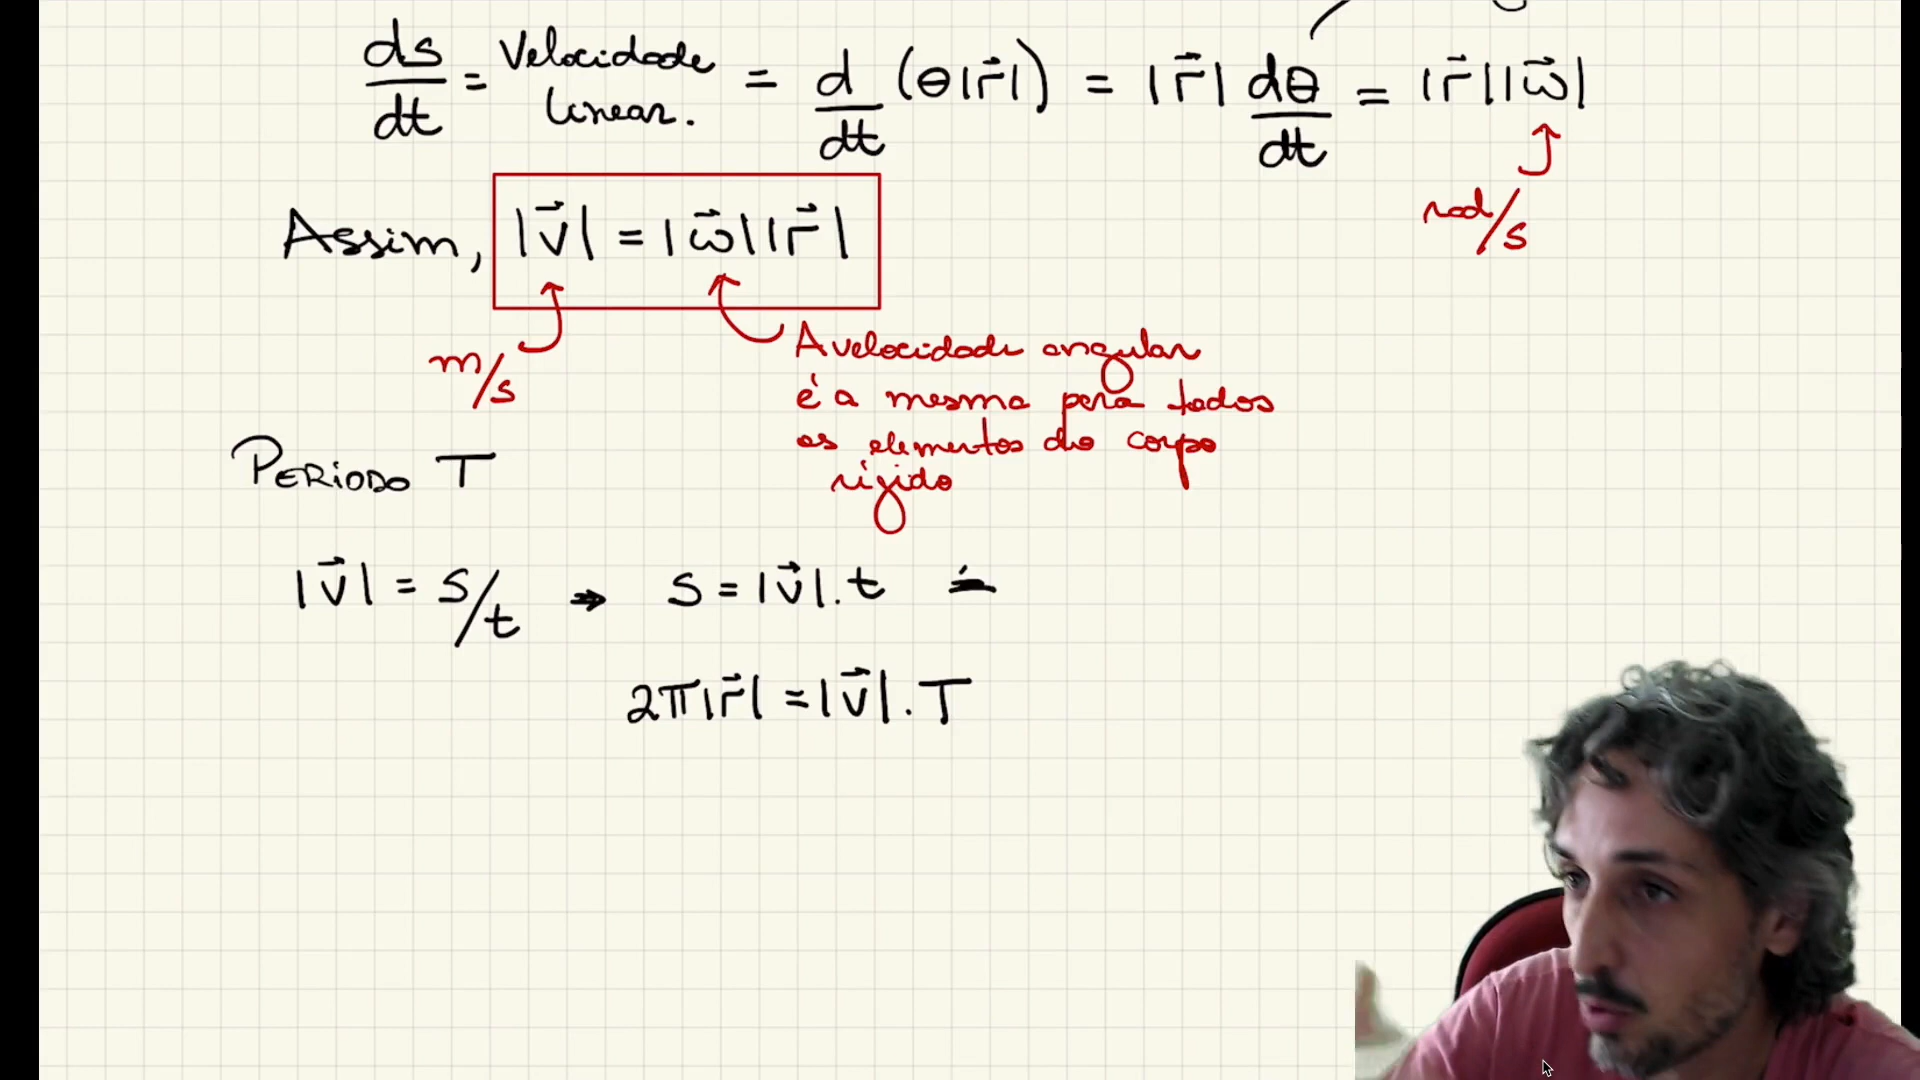 ds/dt = Velocidade linear. = d/dt (θ|r⃗|) = |r⃗| dθ/dt = |r⃗||ω⃗|
rad/s
Assim, |v⃗| = |ω⃗||r⃗|
m/s
A velocidade angular
é a mesma para todos
os elementos do corpo
rígido
PERíODO T
|v⃗| = s/t → s = |v⃗|.t
2π|r⃗| = |v⃗|.T